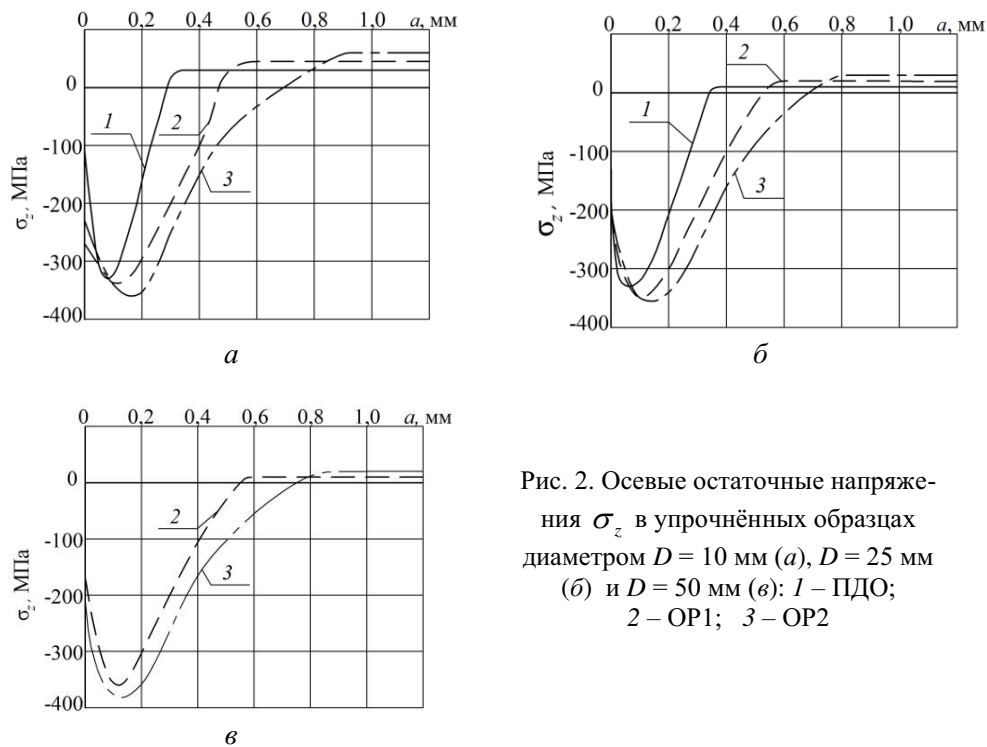 0 0,2 0,4 0,6 0,8 1,0 a, мм
0
-100
-200
-300
-400
σz, МПа
1
2
3
а
0 0,2 0,4 0,6 0,8 1,0 a, мм
0
-100
-200
-300
-400
σz, МПа
2
1
3
б
0 0,2 0,4 0,6 0,8 1,0 a, мм
0
-100
-200
-300
-400
σz, МПа
2
3
в
Рис. 2. Осевые остаточные напряже-
ния σz в упрочнённых образцах
диаметром D = 10 мм (а), D = 25 мм
(б) и D = 50 мм (в): 1 – ПДО;
2 – ОР1; 3 – ОР2